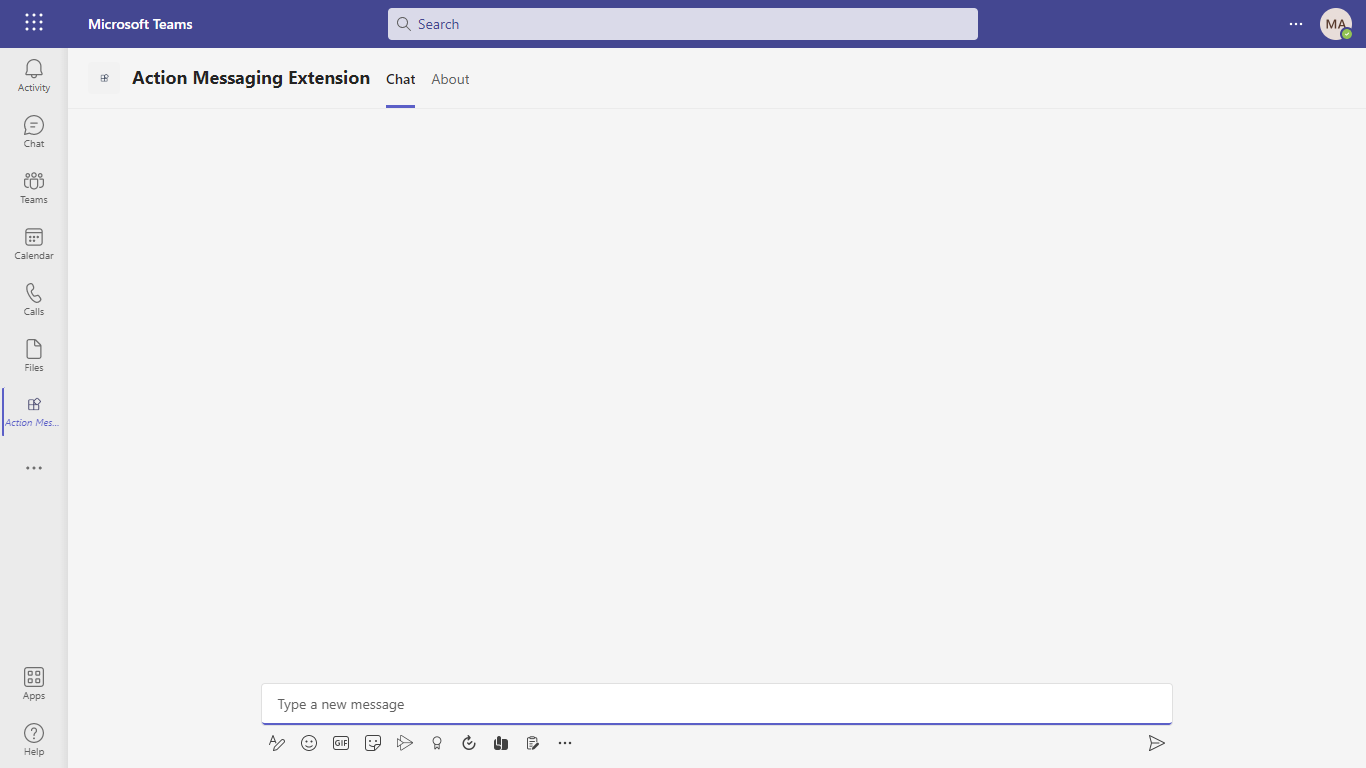 Microsoft Teams
Search
MA
Activity
Chat
Teams
Calendar
Calls
Files
Action Mes...
Apps
Help
Action Messaging Extension
Chat
About
Type a new message
GIF